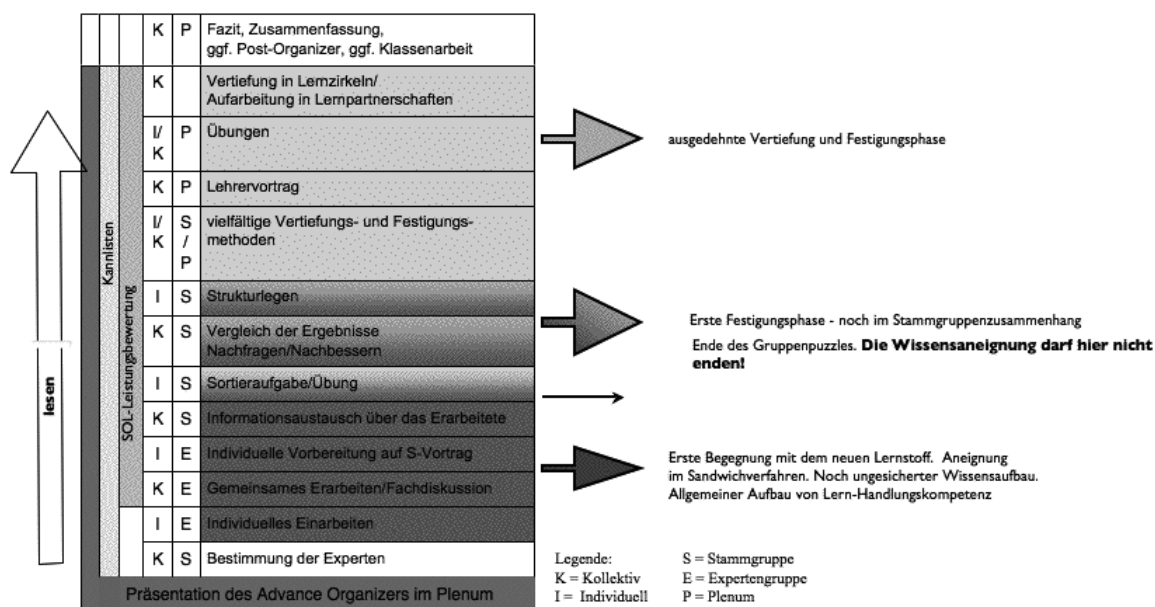 K P Fazit, Zusammenfassung,
ggf. Post-Organizer, ggf. Klassenarbeit
K Vertiefung in Lernzirkeln/
Aufarbeitung in Lernpartnerschaften
I/ P Übungen
K
K P Lehrervortrag
I/ S vielfältige Vertiefungs- und Festigungs-
K / methoden
P
I S Strukturlegen
K S Vergleich der Ergebnisse
Nachfragen/Nachbessern
I S Sortieraufgabe/Übung
K S Informationsaustausch über das Erarbeitete
I E Individuelle Vorbereitung auf S-Vortrag
K E Gemeinsames Erarbeiten/Fachdiskussion
I E Individuelles Einarbeiten
K S Bestimmung der Experten
Präsentation des Advance Organizers im Plenum
lesen
Kannlisten
SOL-Leistungsbewertung
ausgedehnte Vertiefung und Festigungsphase
Erste Festigungsphase - noch im Stammgruppenzusammenhang
Ende des Gruppenpuzzles. Die Wissensaneignung darf hier nicht
enden!
Erste Begegnung mit dem neuen Lernstoff. Aneignung
im Sandwichverfahren. Noch ungesicherter Wissensaufbau.
Allgemeiner Aufbau von Lern-Handlungskompetenz
Legende: S = Stammgruppe
K = Kollektiv E = Expertengruppe
I = Individuell P = Plenum